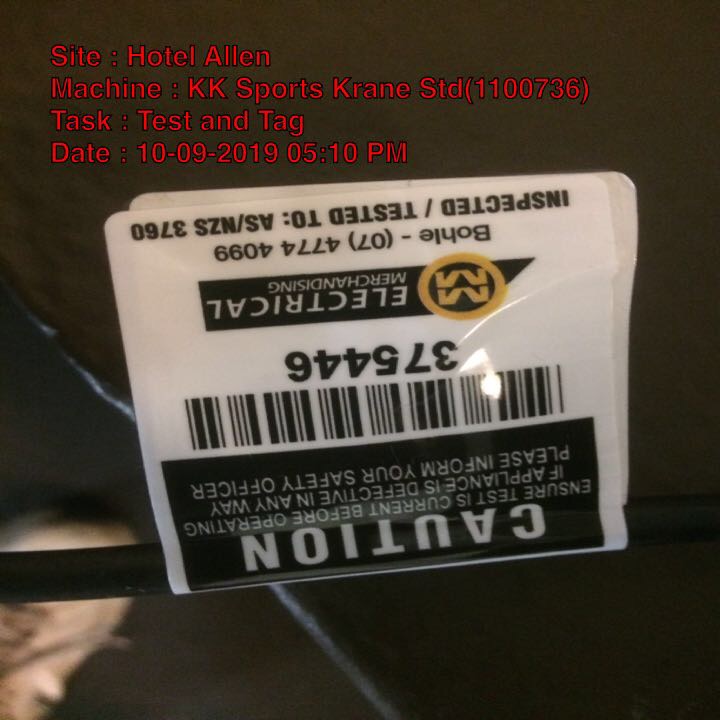 Site : Hotel Allen
Machine : KK Sports Krane Std(1100736)
Task : Test and Tag
Date : 10-09-2019 05:10 PM
CAUTION
ENSURE TEST IS CURRENT BEFORE OPERATING
IF APPLIANCE IS DEFECTIVE IN ANY WAY
PLEASE INFORM YOUR SAFETY OFFICER
375446
MM ELECTRICAL
MERCHANDISING
Bohle - (07) 4774 4099
INSPECTED / TESTED TO: AS/NZS 3760